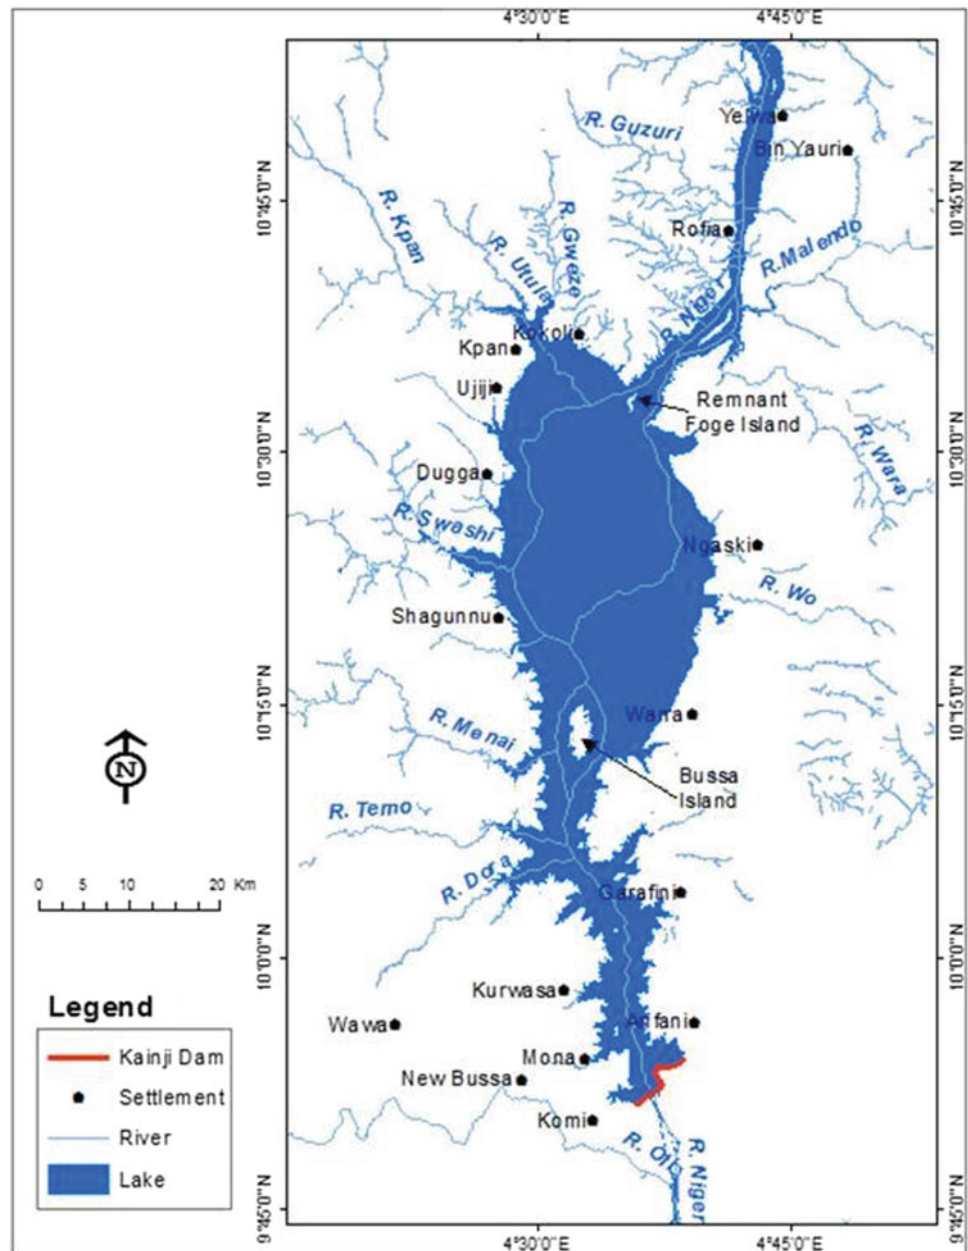 4°30'0"E
4°45'0"E
Yelwa
R. Guzuri
Bin Yauri
10°45'0"N
10°45'0"N
R. Kpan
R. Gweze
Rofia
R. Malendo
R. Utula
R. Niger
Kokoli
Kpan
Ujiji
Remnant
Foge Island
10°30'0"N
10°30'0"N
R. Wara
Dugga
R. Swashi
Ngaski
R. Wo
Shagunnu
10°15'0"N
10°15'0"N
Warra
R. Menai
N
Bussa
Island
R. Temo
R. Dora
0 5 10 20 Km
Garafini
10°0'0"N
10°0'0"N
Kurwasa
Legend
Wawa
Anfani
Kainji Dam
Mona
New Bussa
Settlement
Komi
River
R. Oli
R. Niger
Lake
9°45'0"N
9°45'0"N
4°30'0"E
4°45'0"E